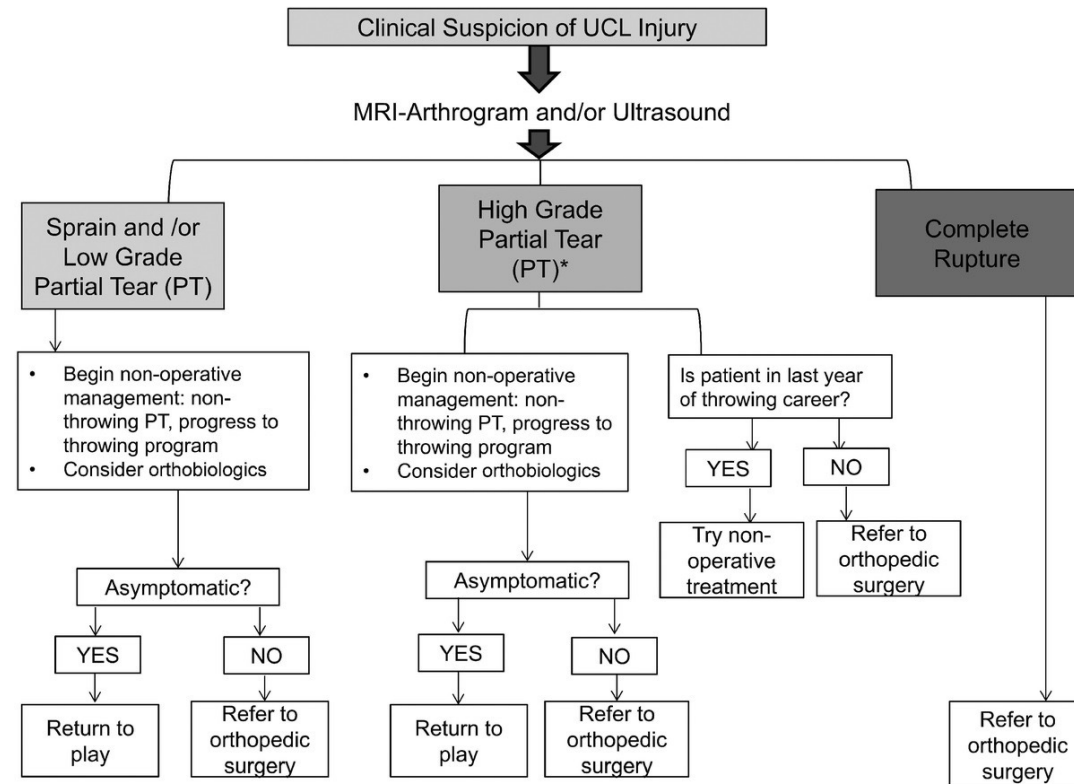 Clinical Suspicion of UCL Injury
MRI-Arthrogram and/or Ultrasound
Sprain and /or
Low Grade
Partial Tear (PT)
High Grade
Partial Tear
(PT)*
Complete
Rupture
• Begin non-operative
management: non-
throwing PT, progress to
throwing program
• Consider orthobiologics
• Begin non-operative
management: non-
throwing PT, progress to
throwing program
• Consider orthobiologics
Is patient in last year
of throwing career?
YES
NO
Try non-
operative
treatment
Refer to
orthopedic
surgery
Asymptomatic?
YES
NO
Return to
play
Refer to
orthopedic
surgery
Asymptomatic?
YES
NO
Return to
play
Refer to
orthopedic
surgery
Refer to
orthopedic
surgery